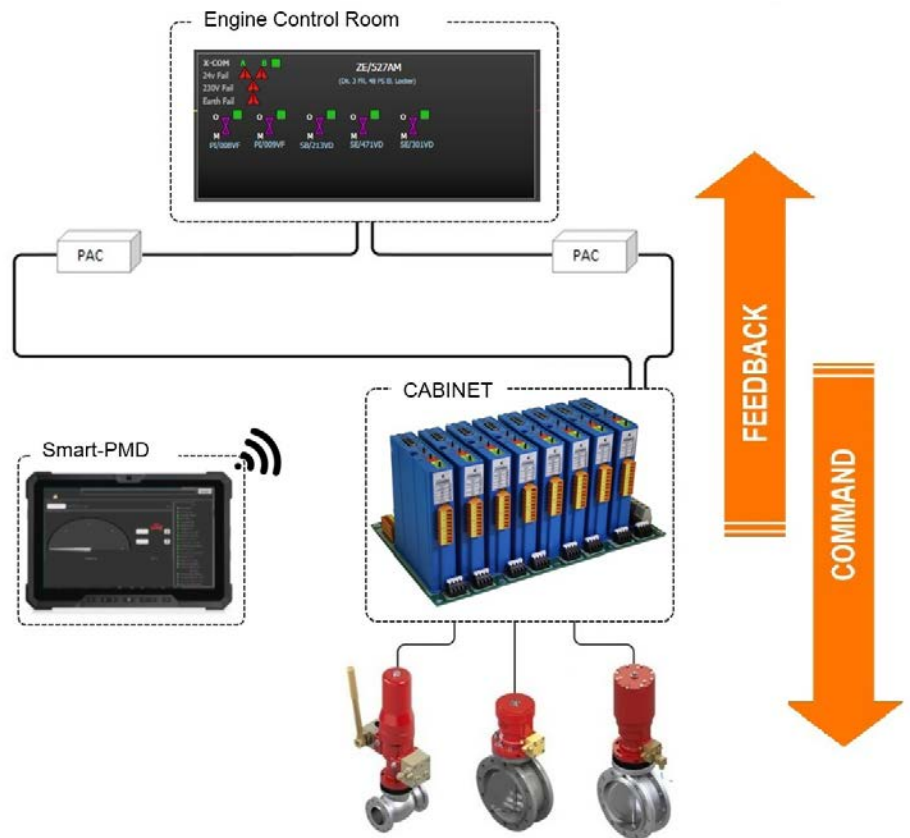 Engine Control Room
X-COM A B
24v Fail
230V Fail
Earth Fail
ZE/527AM
O O O O O
M M M M M
PI/008VF PI/009VF SB/213VD SE/471VD SE/301VD
PAC
PAC
FEEDBACK
COMMAND
CABINET
Smart-PMD